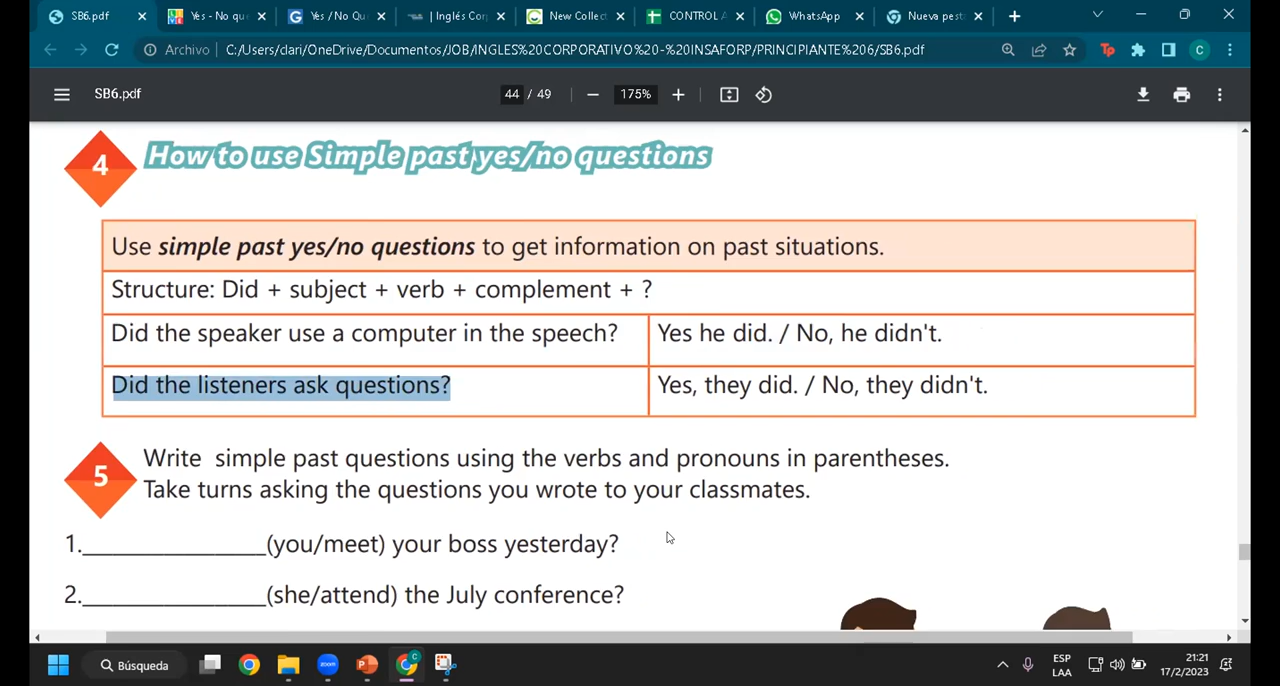 SB6.pdf
Yes - No qu
Yes / No Qu
| Inglés Cor
New Collec
CONTROL A
WhatsApp
Nueva pest
Archivo
C:/Users/clari/OneDrive/Documentos/JOB/INGLES%20CORPORATIVO%20-%20INSAFORP/PRINCIPIANTE%206/SB6.pdf
C
SB6.pdf
44 / 49
175%
4
How to use Simple past yes/no questions
Use simple past yes/no questions to get information on past situations.
Structure: Did + subject + verb + complement + ?
Did the speaker use a computer in the speech?
Yes he did. / No, he didn't.
Did the listeners ask questions?
Yes, they did. / No, they didn't.
5
Write simple past questions using the verbs and pronouns in parentheses.
Take turns asking the questions you wrote to your classmates.
1.______________(you/meet) your boss yesterday?
2.______________(she/attend) the July conference?
Búsqueda
zoom
ESP
LAA
21:21
17/2/2023